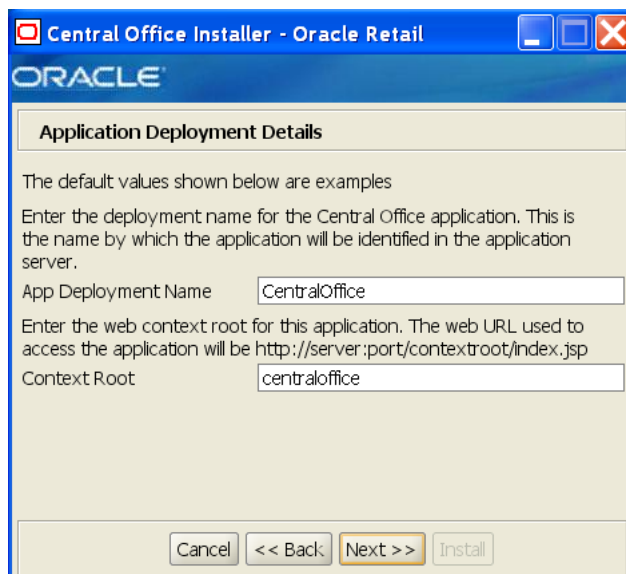 Central Office Installer - Oracle Retail
ORACLE
Application Deployment Details
The default values shown below are examples
Enter the deployment name for the Central Office application. This is
the name by which the application will be identified in the application
server.
App Deployment Name CentralOffice
Enter the web context root for this application. The web URL used to
access the application will be http://server:port/contextroot/index.jsp
Context Root centraloffice
Cancel << Back Next >> Install